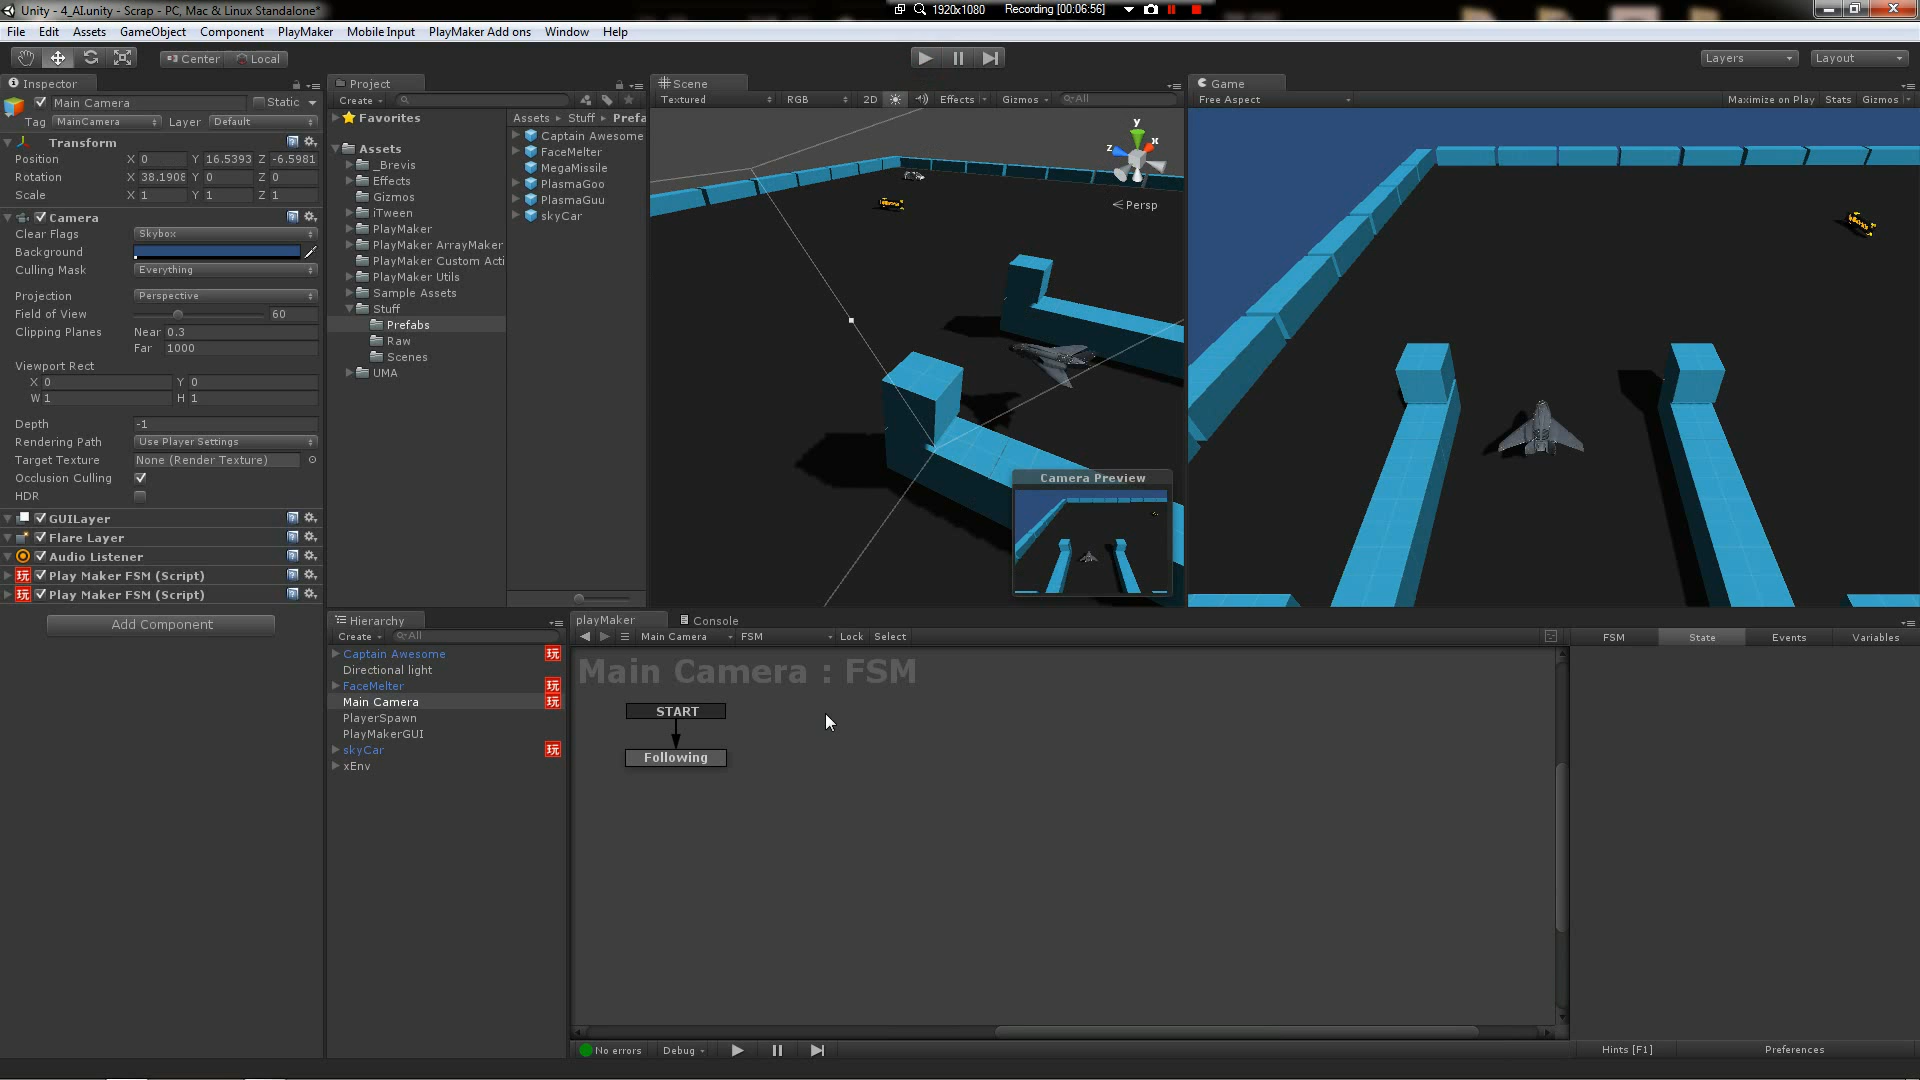 Unity - 4_AI.unity - Scrap - PC, Mac & Linux Standalone*
1920x1080 Recording [00:06:56]
File Edit Assets GameObject Component PlayMaker Mobile Input PlayMaker Add ons Window Help
Center Local
Layers Layout
Inspector
Main Camera Static
Tag MainCamera Layer Default
Transform
Position X 0 Y 16.5393 Z -6.5981
Rotation X 38.1908 Y 0 Z 0
Scale X 1 Y 1 Z 1
Camera
Clear Flags Skybox
Background
Culling Mask Everything
Projection Perspective
Field of View 60
Clipping Planes Near 0.3
Far 1000
Viewport Rect
X 0 Y 0
W 1 H 1
Depth -1
Rendering Path Use Player Settings
Target Texture None (Render Texture)
Occlusion Culling
HDR
GUILayer
Flare Layer
Audio Listener
玩 Play Maker FSM (Script)
玩 Play Maker FSM (Script)
Add Component
Project
Create
Favorites
Assets
_Brevis
Effects
Gizmos
iTween
PlayMaker
PlayMaker ArrayMaker
PlayMaker Custom Acti
PlayMaker Utils
Sample Assets
Stuff
Prefabs
Raw
Scenes
UMA
Assets Stuff Prefa
Captain Awesome
FaceMelter
MegaMissile
PlasmaGoo
PlasmaGuu
skyCar
Scene
Textured RGB 2D Effects Gizmos All
y
x
z
Persp
Camera Preview
Game
Free Aspect Maximize on Play Stats Gizmos
Hierarchy
Create All
Captain Awesome 玩
Directional light
FaceMelter 玩
Main Camera 玩
PlayerSpawn
PlayMakerGUI
skyCar 玩
xEnv
playMaker Console
Main Camera FSM Lock Select
FSM State Events Variables
Main Camera : FSM
START
Following
No errors Debug
Hints [F1] Preferences